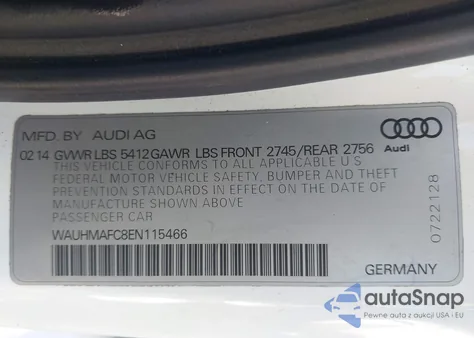 MFD. BY AUDI AG
02 14 GVWR LBS 5412 GAWR LBS FRONT 2745/REAR 2756
THIS VEHICLE CONFORMS TO ALL APPLICABLE U S
FEDERAL MOTOR VEHICLE SAFETY, BUMPER AND THEFT
PREVENTION STANDARDS IN EFFECT ON THE DATE OF
MANUFACTURE SHOWN ABOVE
PASSENGER CAR
WAUHMAFC8EN115466
Audi
0722128
GERMANY
autoSnap
Pewne auta z aukcji USA i EU